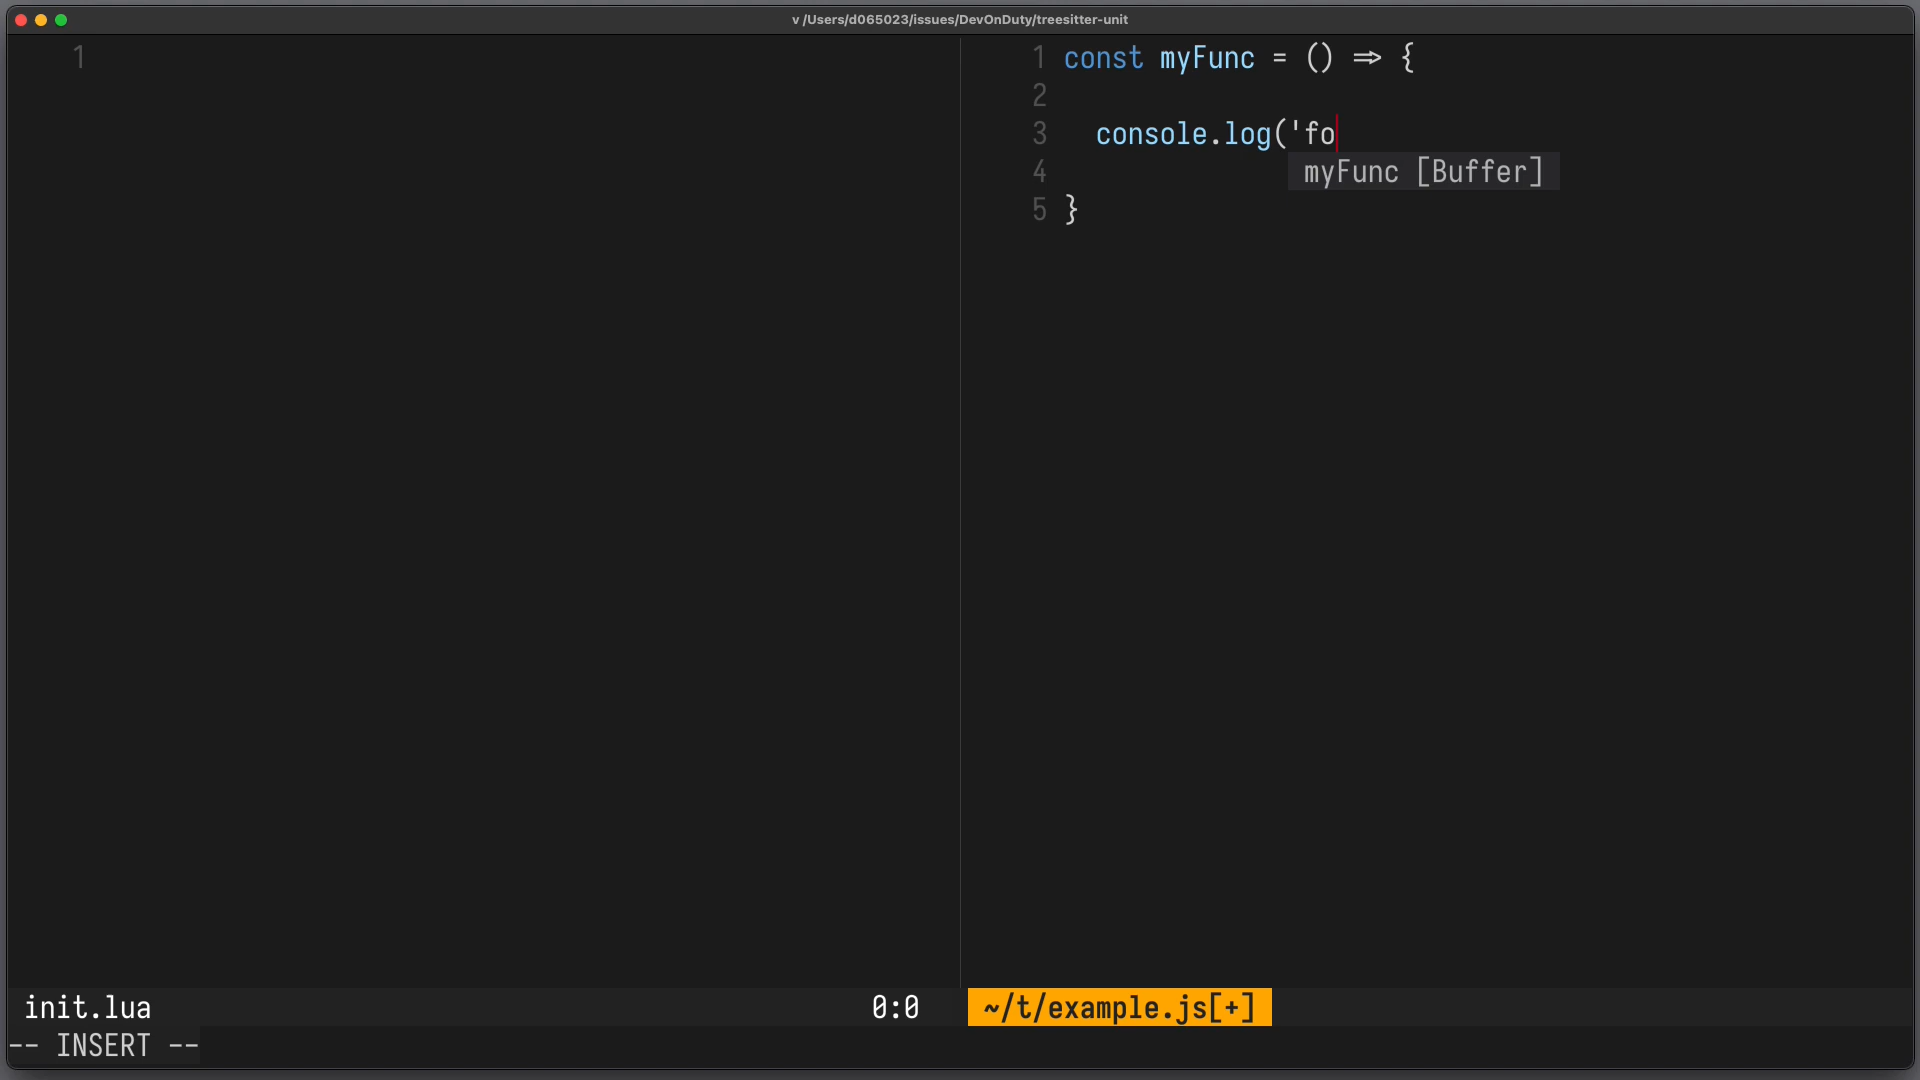 v /Users/d065023/issues/DevOnDuty/treesitter-unit
1
1 const myFunc = () => {
2
3 console.log('fo
4 myFunc [Buffer]
5 }
init.lua 0:0
~/t/example.js[+]
-- INSERT --